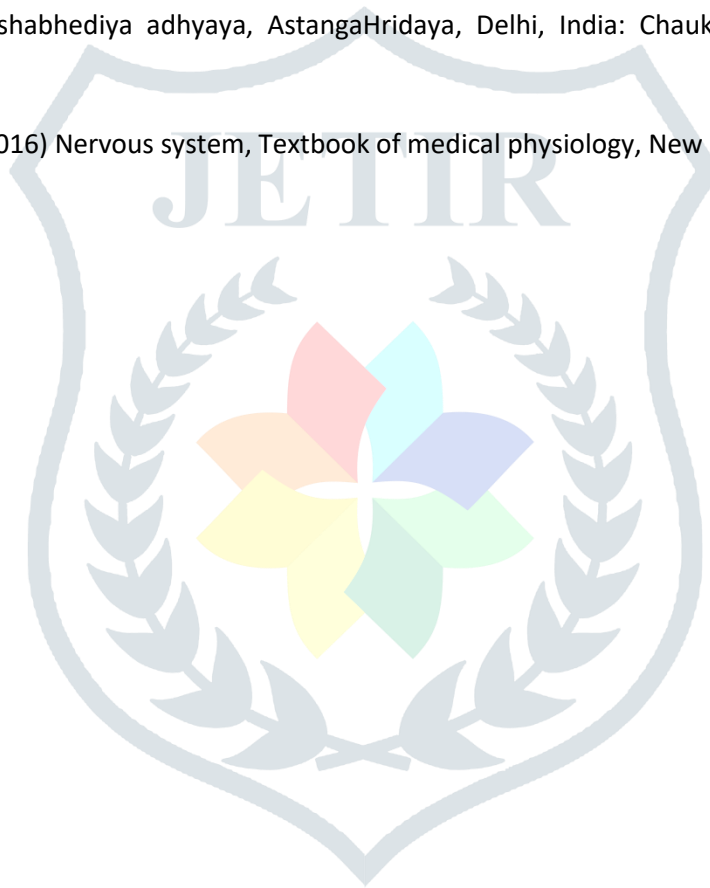 shabhediya adhyaya, AstangaHridaya, Delhi, India: Chauk
016) Nervous system, Textbook of medical physiology, New
JETIR